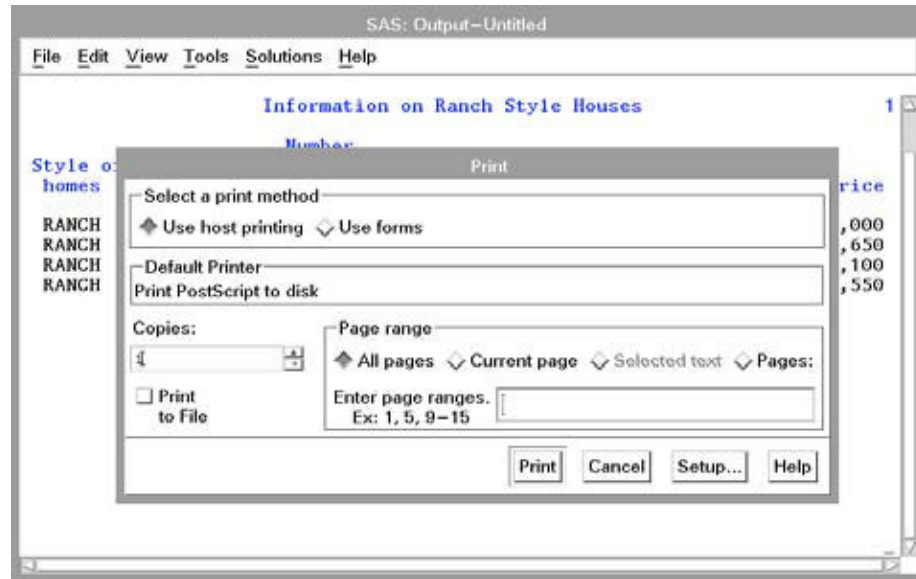 SAS: Output-Untitled
File Edit View Tools Solutions Help
Information on Ranch Style Houses 1
Number
Style
homes
RANCH ,000
RANCH ,650
RANCH ,100
RANCH ,550
Print
Select a print method
Use host printing Use forms
Default Printer
Print PostScript to disk
Copies:
1
Print
to File
Page range
All pages Current page Selected text Pages:
Enter page ranges.
Ex: 1, 5, 9-15
Print Cancel Setup... Help